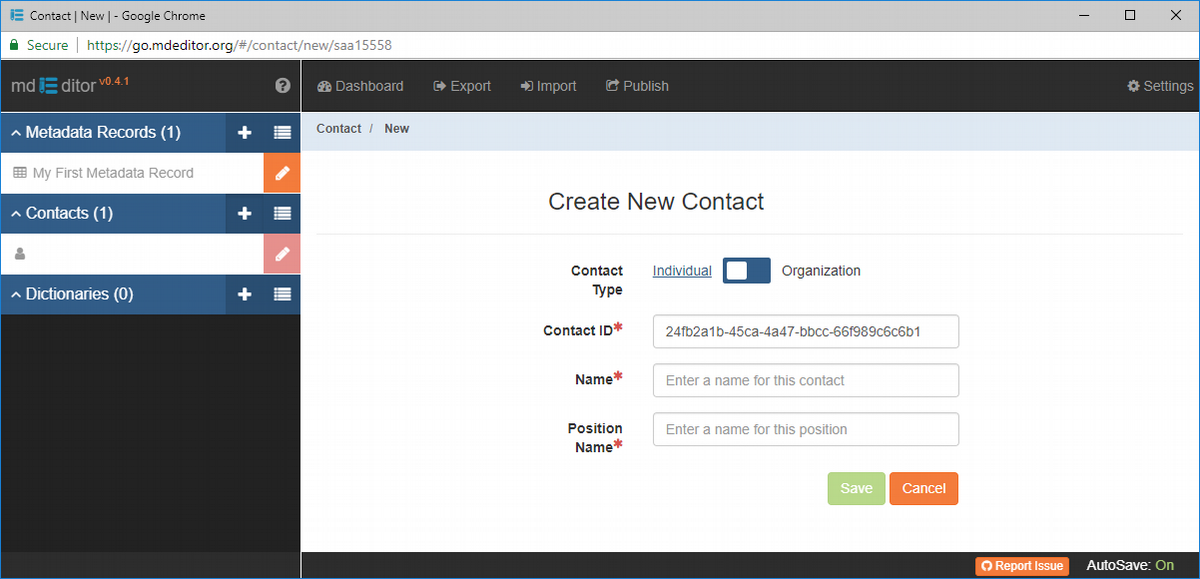 Contact | New | - Google Chrome
Secure https://go.mdeditor.org/#/contact/new/saa15558
md ditor v0.4.1
Dashboard Export Import Publish Settings
Metadata Records (1)
My First Metadata Record
Contacts (1)
Dictionaries (0)
Contact / New
Create New Contact
Contact
Type
Individual Organization
Contact ID* 24fb2a1b-45ca-4a47-bbcc-66f989c6c6b1
Name* Enter a name for this contact
Position
Name*
Enter a name for this position
Save Cancel
Report Issue AutoSave: On